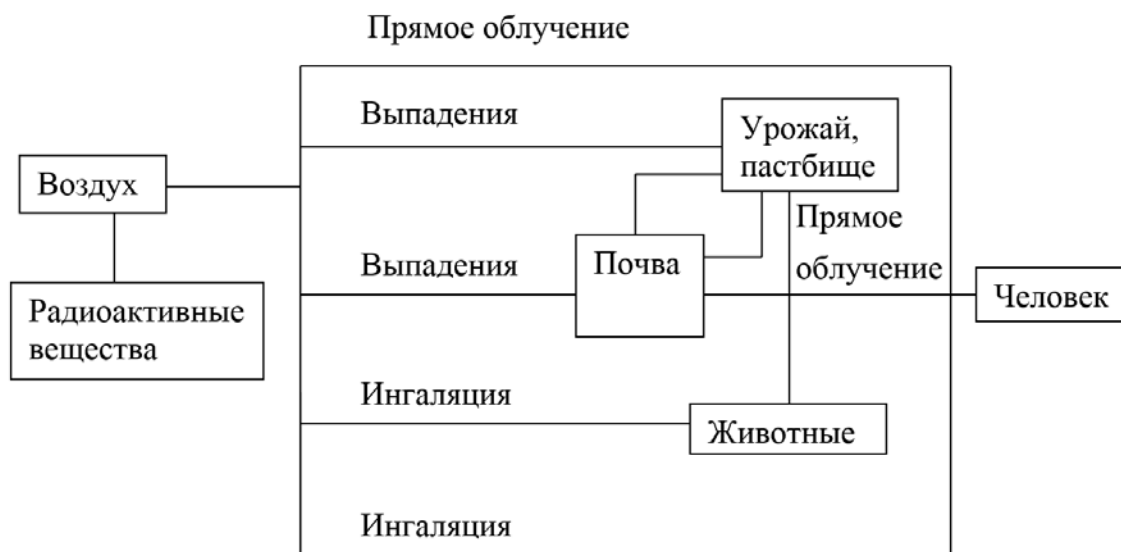 Прямое облучение
Выпадения
Урожай,
пастбище
Воздух
Прямое
облучение
Выпадения
Почва
Человек
Радиоактивные
вещества
Ингаляция
Животные
Ингаляция